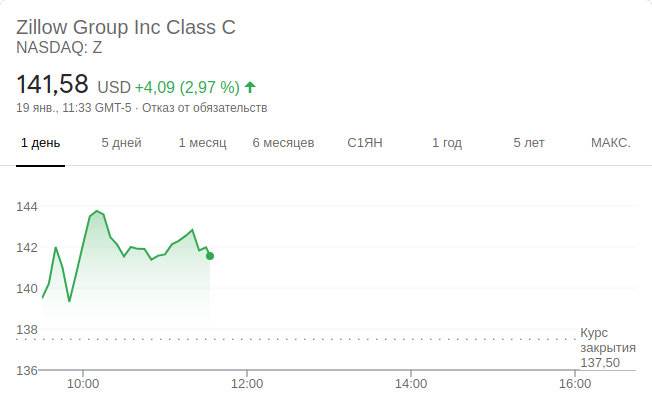 Zillow Group Inc Class C
NASDAQ: Z
141,58 USD +4,09 (2,97 %)
19 янв., 11:33 GMT-5 · Отказ от обязательств
1 день 5 дней 1 месяц 6 месяцев С1ЯН 1 год 5 лет МАКС.
144
142
140
138
Курс
закрытия
137,50
136
10:00 12:00 14:00 16:00